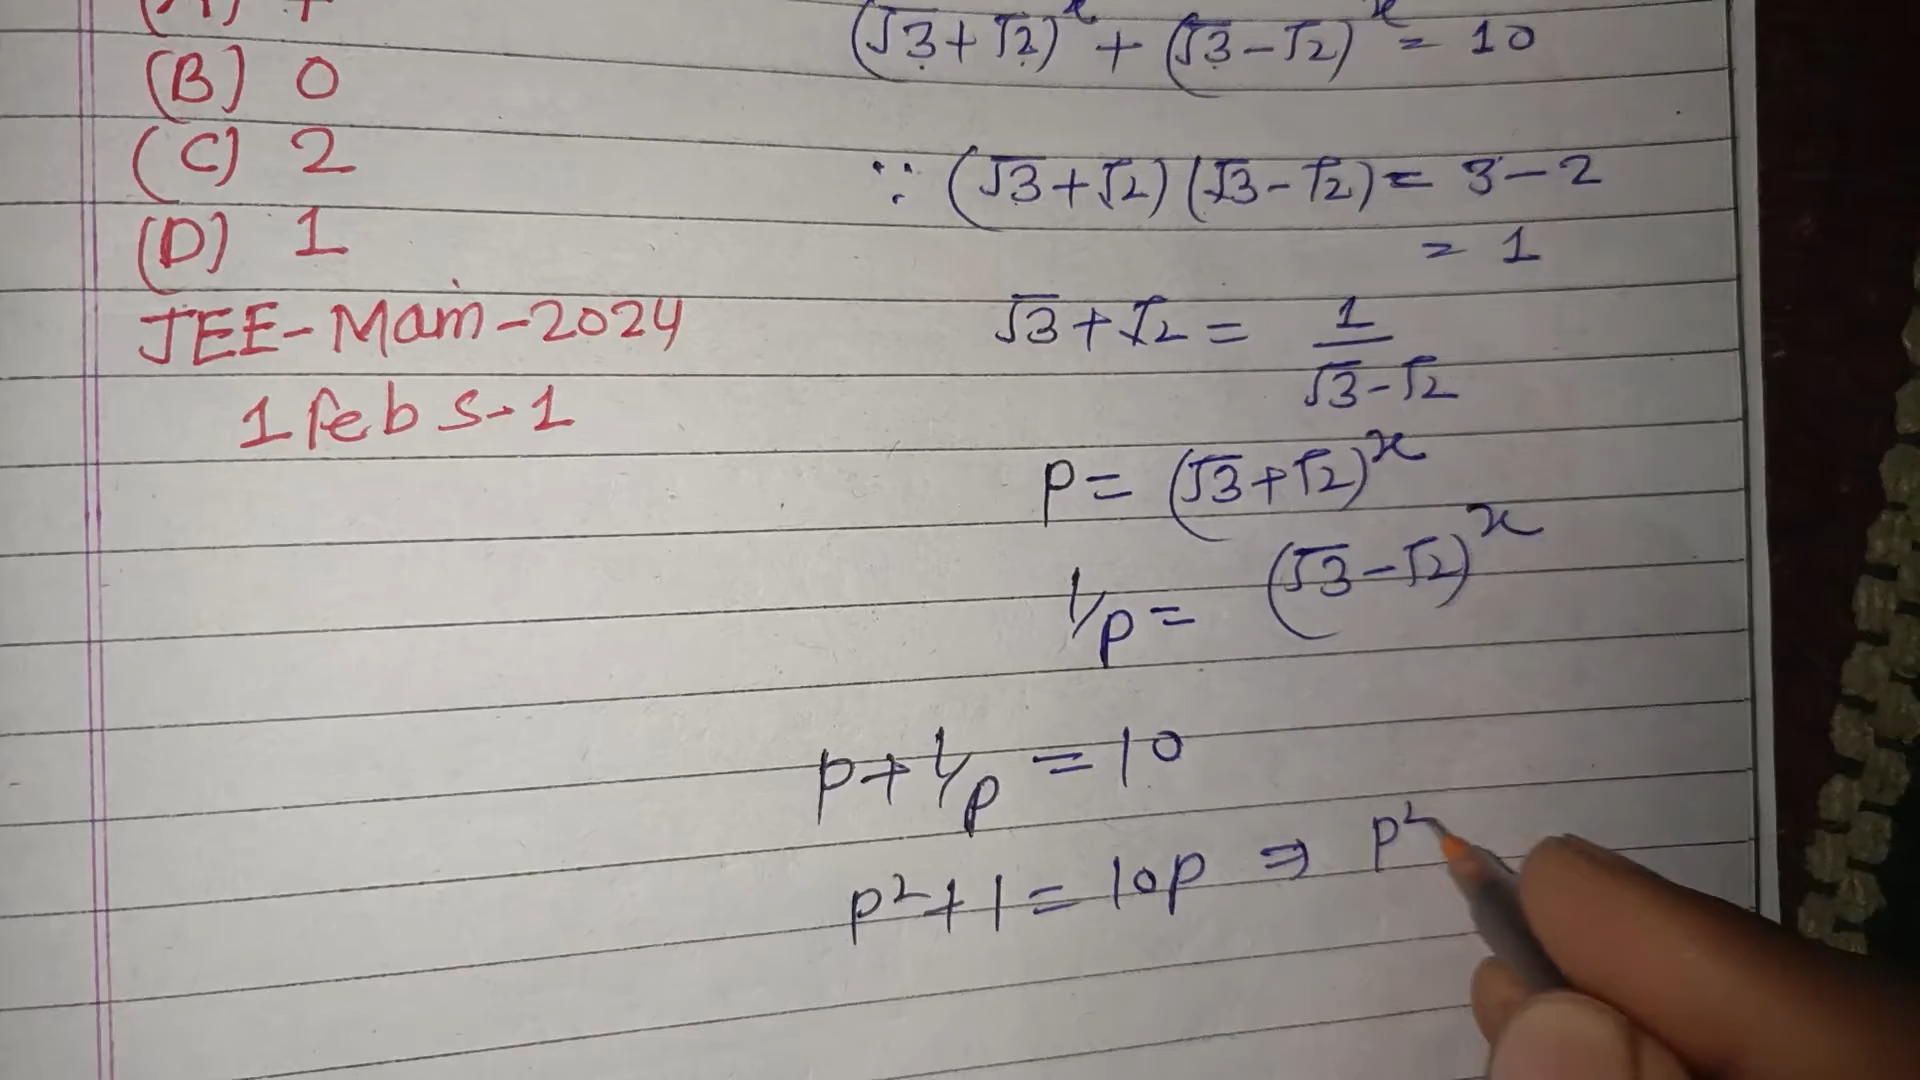 (B) 0
(C) 2
(D) 1
JEE-Main-2024
1 feb S-1
(√3+√2)^x + (√3-√2)^x = 10
∵ (√3+√2)(√3-√2) = 3-2
= 1
√3+√2 = 1/(√3-√2)
p = (√3+√2)^x
1/p = (√3-√2)^x
p+1/p = 10
p²+1 = 10p ⇒ p²